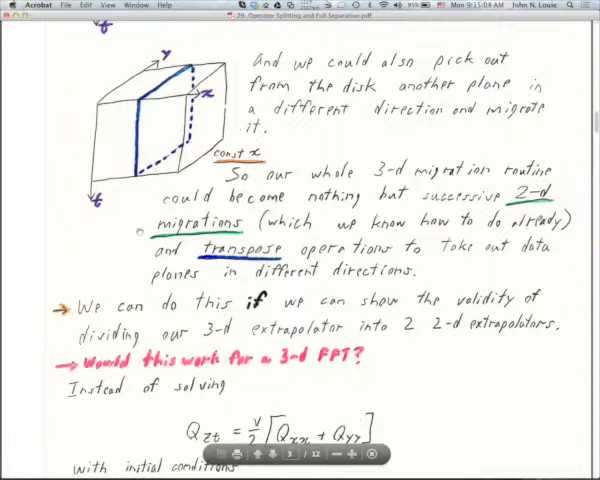 Acrobat File Edit View Window Help
95% Mon 9:15:08 AM John N. Louie
29. Operator Splitting and Full Separation.pdf
t
y
x
t
const x
And we could also pick out
from the disk another plane in
a different direction and migrate
it.
So our whole 3-d migration routine
could become nothing but successive 2-d
migrations (which we know how to do already)
and transpose operations to take out data
planes in different directions.
→ We can do this if we can show the validity of
dividing our 3-d extrapolator into 2 2-d extrapolators.
→ Would this work for a 3-d FFT?
Instead of solving
Qzt = v/2 [Qxx + Qyy]
3 / 12
with initial conditions